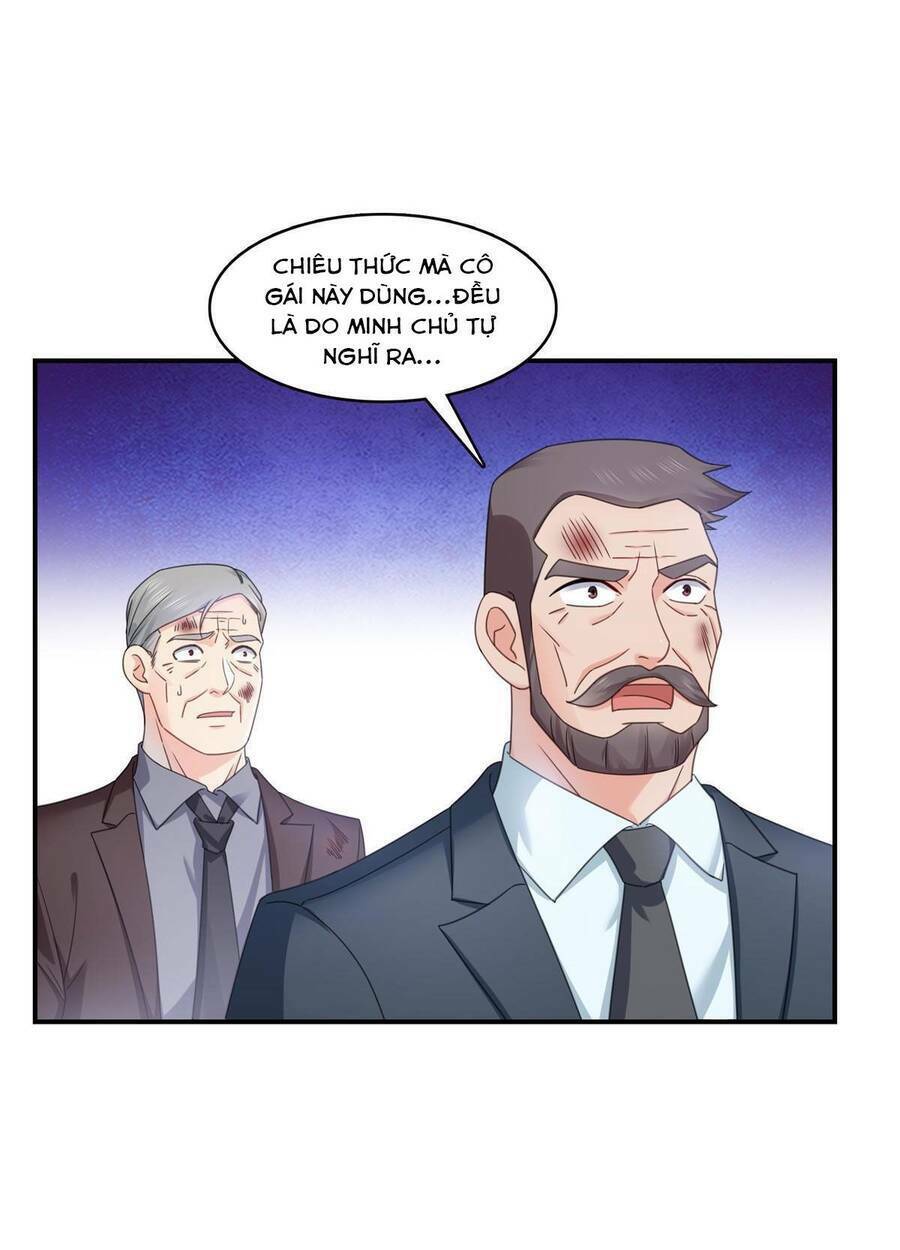 CHIÊU THỨC MÀ CÔ
GÁI NÀY DÙNG...ĐỀU
LÀ DO MINH CHỦ TỰ
NGHĨ RA...